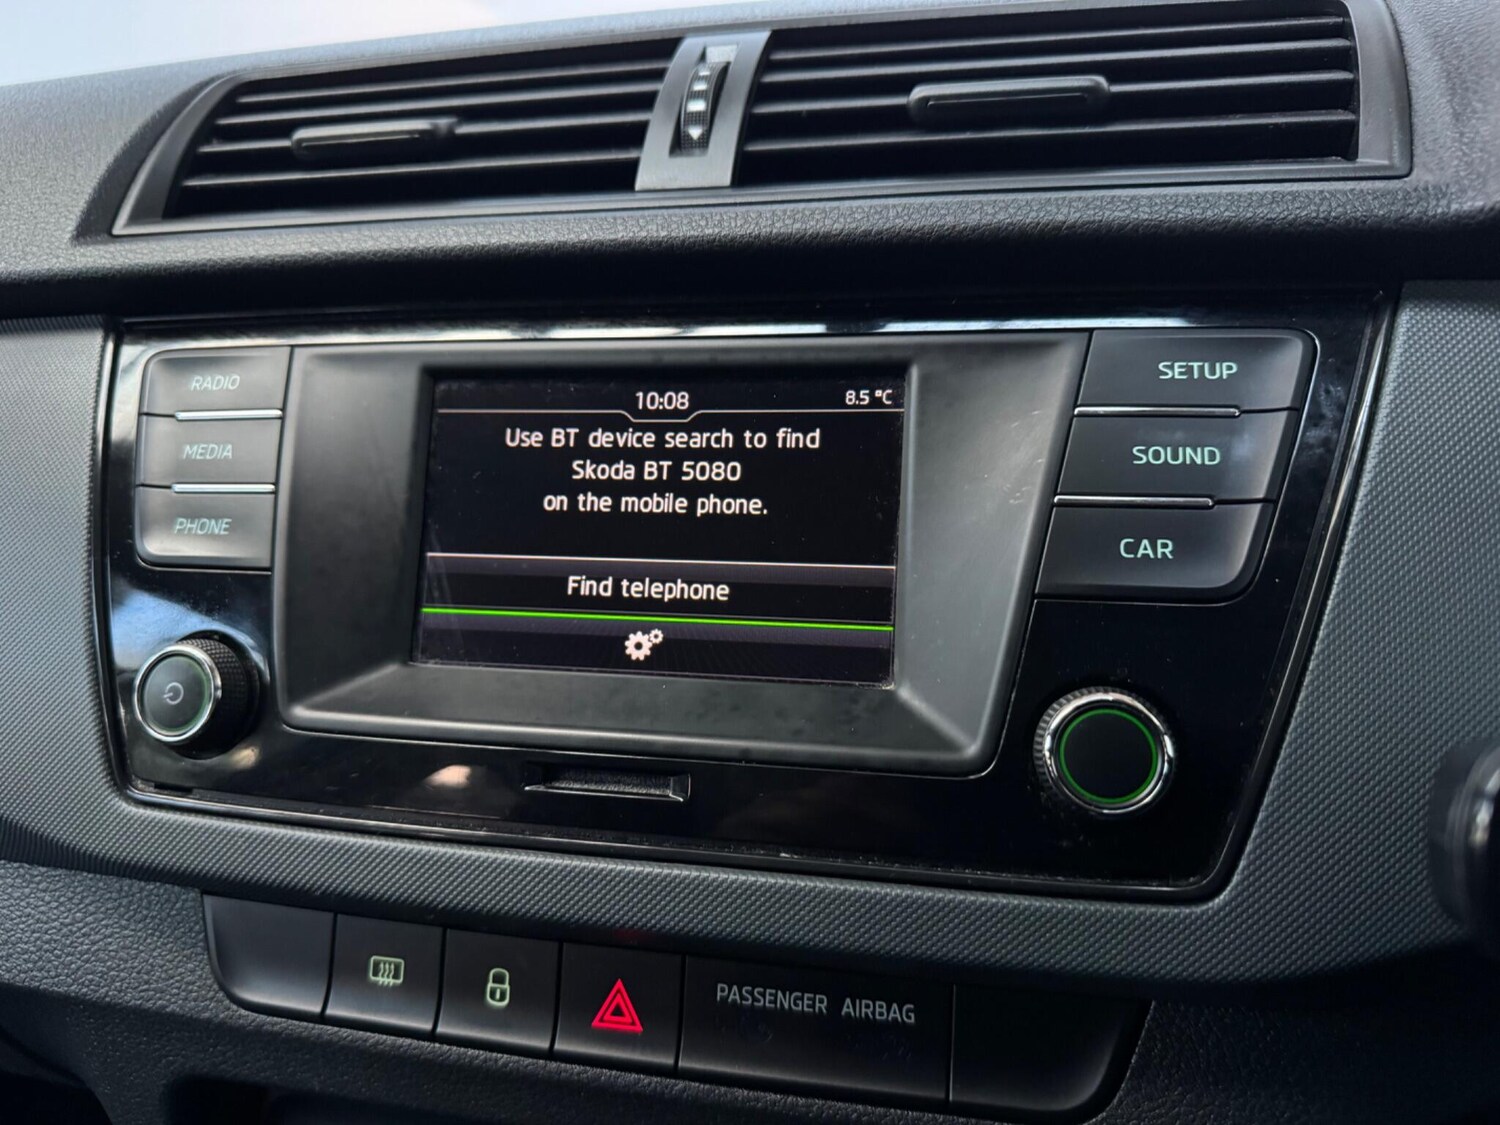 RADIO
MEDIA
PHONE
10:08
8.5 °C
Use BT device search to find
Skoda BT 5080
on the mobile phone.
Find telephone
SETUP
SOUND
CAR
PASSENGER AIRBAG